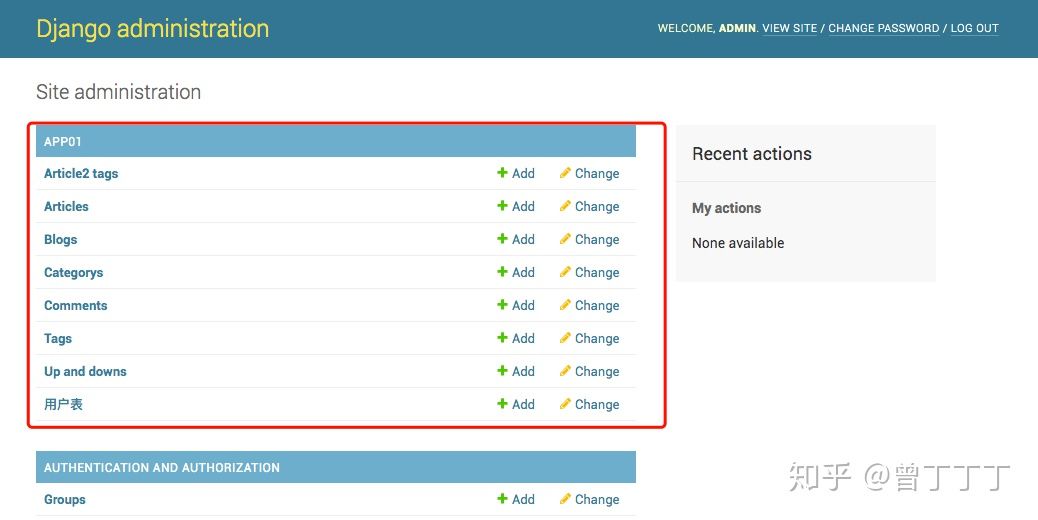 Django administration
WELCOME, ADMIN. VIEW SITE / CHANGE PASSWORD / LOG OUT
Site administration
APP01
Article2 tags Add Change
Articles Add Change
Blogs Add Change
Categorys Add Change
Comments Add Change
Tags Add Change
Up and downs Add Change
用户表 Add Change
AUTHENTICATION AND AUTHORIZATION
Groups Add Change
Recent actions
My actions
None available
知乎 @曾丁丁丁